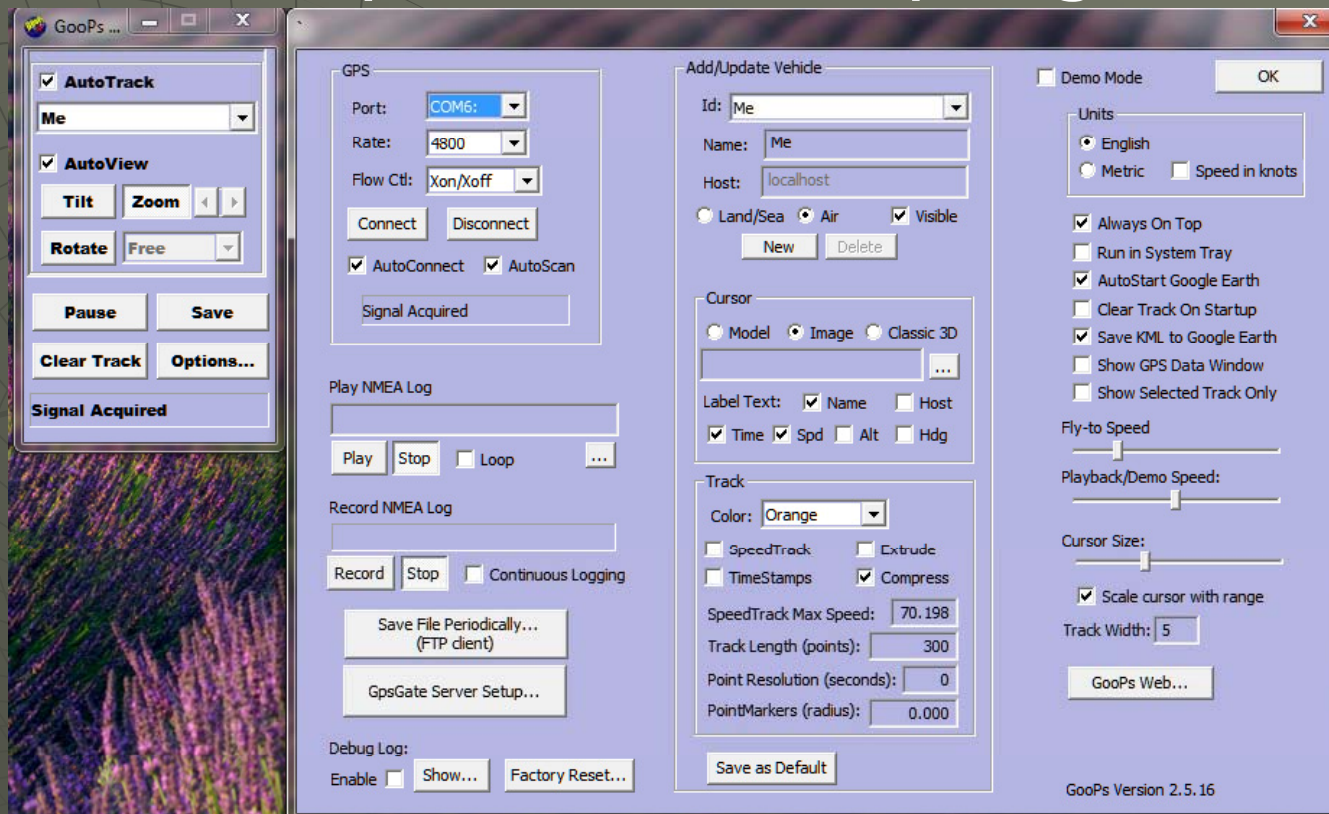 GooPs ...
AutoTrack
Me
AutoView
Tilt Zoom
Rotate Free
Pause Save
Clear Track Options...
Signal Acquired
GPS
Port: COM6:
Rate: 4800
Flow Ctl: Xon/Xoff
Connect Disconnect
AutoConnect AutoScan
Signal Acquired
Play NMEA Log
Play Stop Loop ...
Record NMEA Log
Record Stop Continuous Logging
Save File Periodically...
(FTP client)
GpsGate Server Setup...
Debug Log:
Enable Show... Factory Reset...
Add/Update Vehicle
Id: Me
Name: Me
Host: localhost
Land/Sea Air Visible
New Delete
Cursor
Model Image Classic 3D
...
Label Text: Name Host
Time Spd Alt Hdg
Track
Color: Orange
SpeedTrack Extrude
TimeStamps Compress
SpeedTrack Max Speed: 70.198
Track Length (points): 300
Point Resolution (seconds): 0
PointMarkers (radius): 0.000
Save as Default
Demo Mode OK
Units
English
Metric Speed in knots
Always On Top
Run in System Tray
AutoStart Google Earth
Clear Track On Startup
Save KML to Google Earth
Show GPS Data Window
Show Selected Track Only
Fly-to Speed
Playback/Demo Speed:
Cursor Size:
Scale cursor with range
Track Width: 5
GooPs Web...
GooPs Version 2.5.16